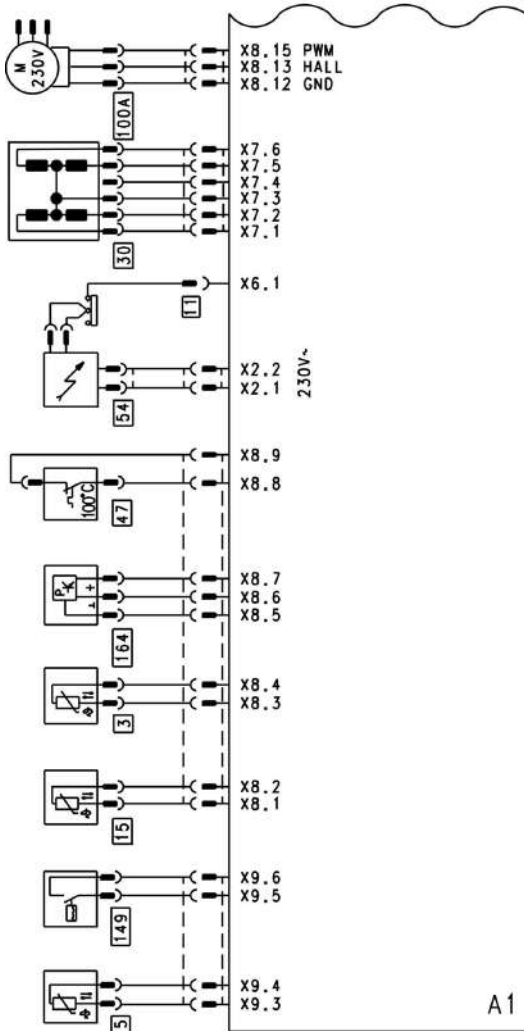 X8.15 PWM
M 230V
X8.13 HALL
X8.12 GND
100A
X7.6
X7.5
X7.4
X7.3
X7.2
X7.1
30
X6.1
11
X2.2
X2.1
230V~
54
X8.9
X8.8
100°C
47
X8.7
P
K
+
X8.6
⊥
X8.5
164
X8.4
X8.3
3
X8.2
X8.1
15
X9.6
X9.5
149
X9.4
X9.3
5
A1